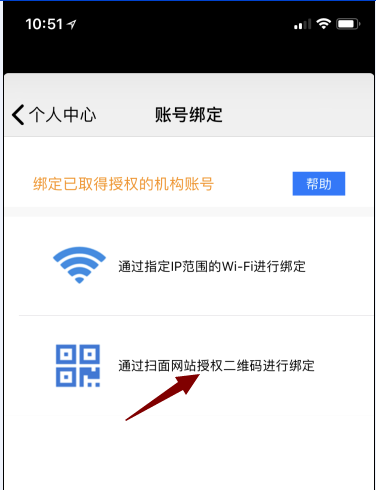 10:51
个人中心
账号绑定
绑定已取得授权的机构账号
帮助
通过指定IP范围的Wi-Fi进行绑定
通过扫面网站授权二维码进行绑定